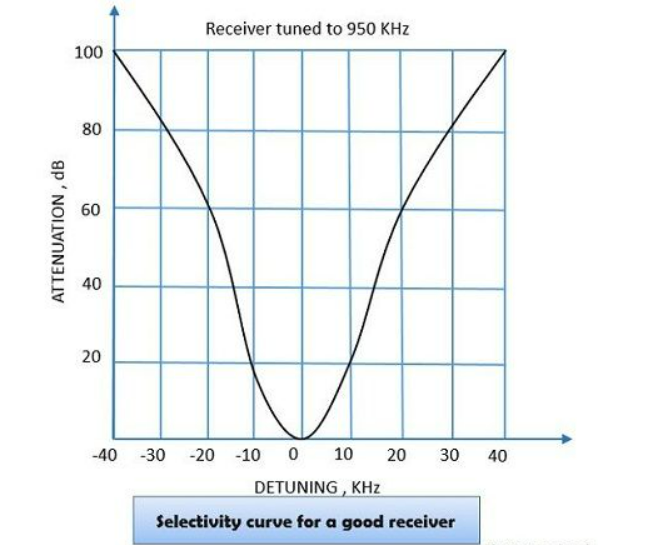 Receiver tuned to 950 KHz
100
80
60
40
20
ATTENUATION , dB
-40 -30 -20 -10 0 10 20 30 40
DETUNING , KHz
Selectivity curve for a good receiver